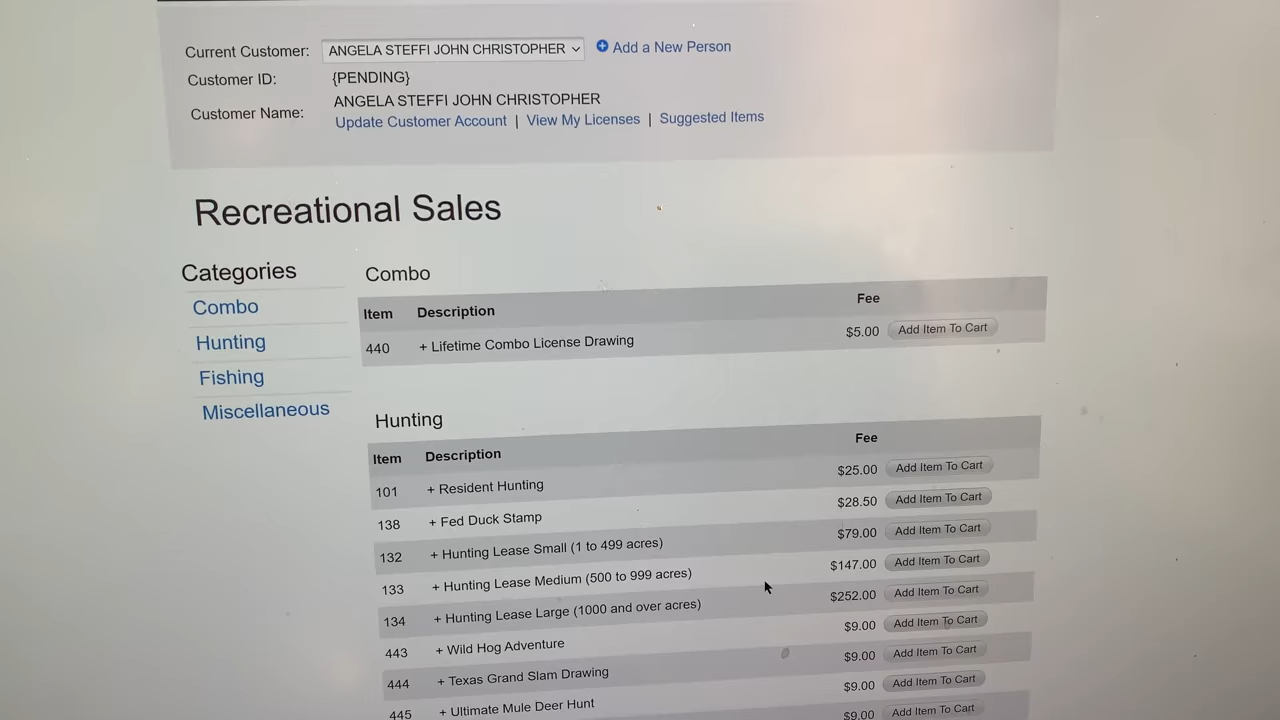 Current Customer: ANGELA STEFFI JOHN CHRISTOPHER Add a New Person
Customer ID: {PENDING}
Customer Name: ANGELA STEFFI JOHN CHRISTOPHER
Update Customer Account | View My Licenses | Suggested Items
Recreational Sales
Categories
Combo
Hunting
Fishing
Miscellaneous
Combo
Item Description Fee
440 + Lifetime Combo License Drawing $5.00 Add Item To Cart
Hunting
Item Description Fee
101 + Resident Hunting $25.00 Add Item To Cart
138 + Fed Duck Stamp $28.50 Add Item To Cart
132 + Hunting Lease Small (1 to 499 acres) $79.00 Add Item To Cart
133 + Hunting Lease Medium (500 to 999 acres) $147.00 Add Item To Cart
134 + Hunting Lease Large (1000 and over acres) $252.00 Add Item To Cart
443 + Wild Hog Adventure $9.00 Add Item To Cart
444 + Texas Grand Slam Drawing $9.00 Add Item To Cart
445 + Ultimate Mule Deer Hunt $9.00 Add Item To Cart
$9.00 Add Item To Cart